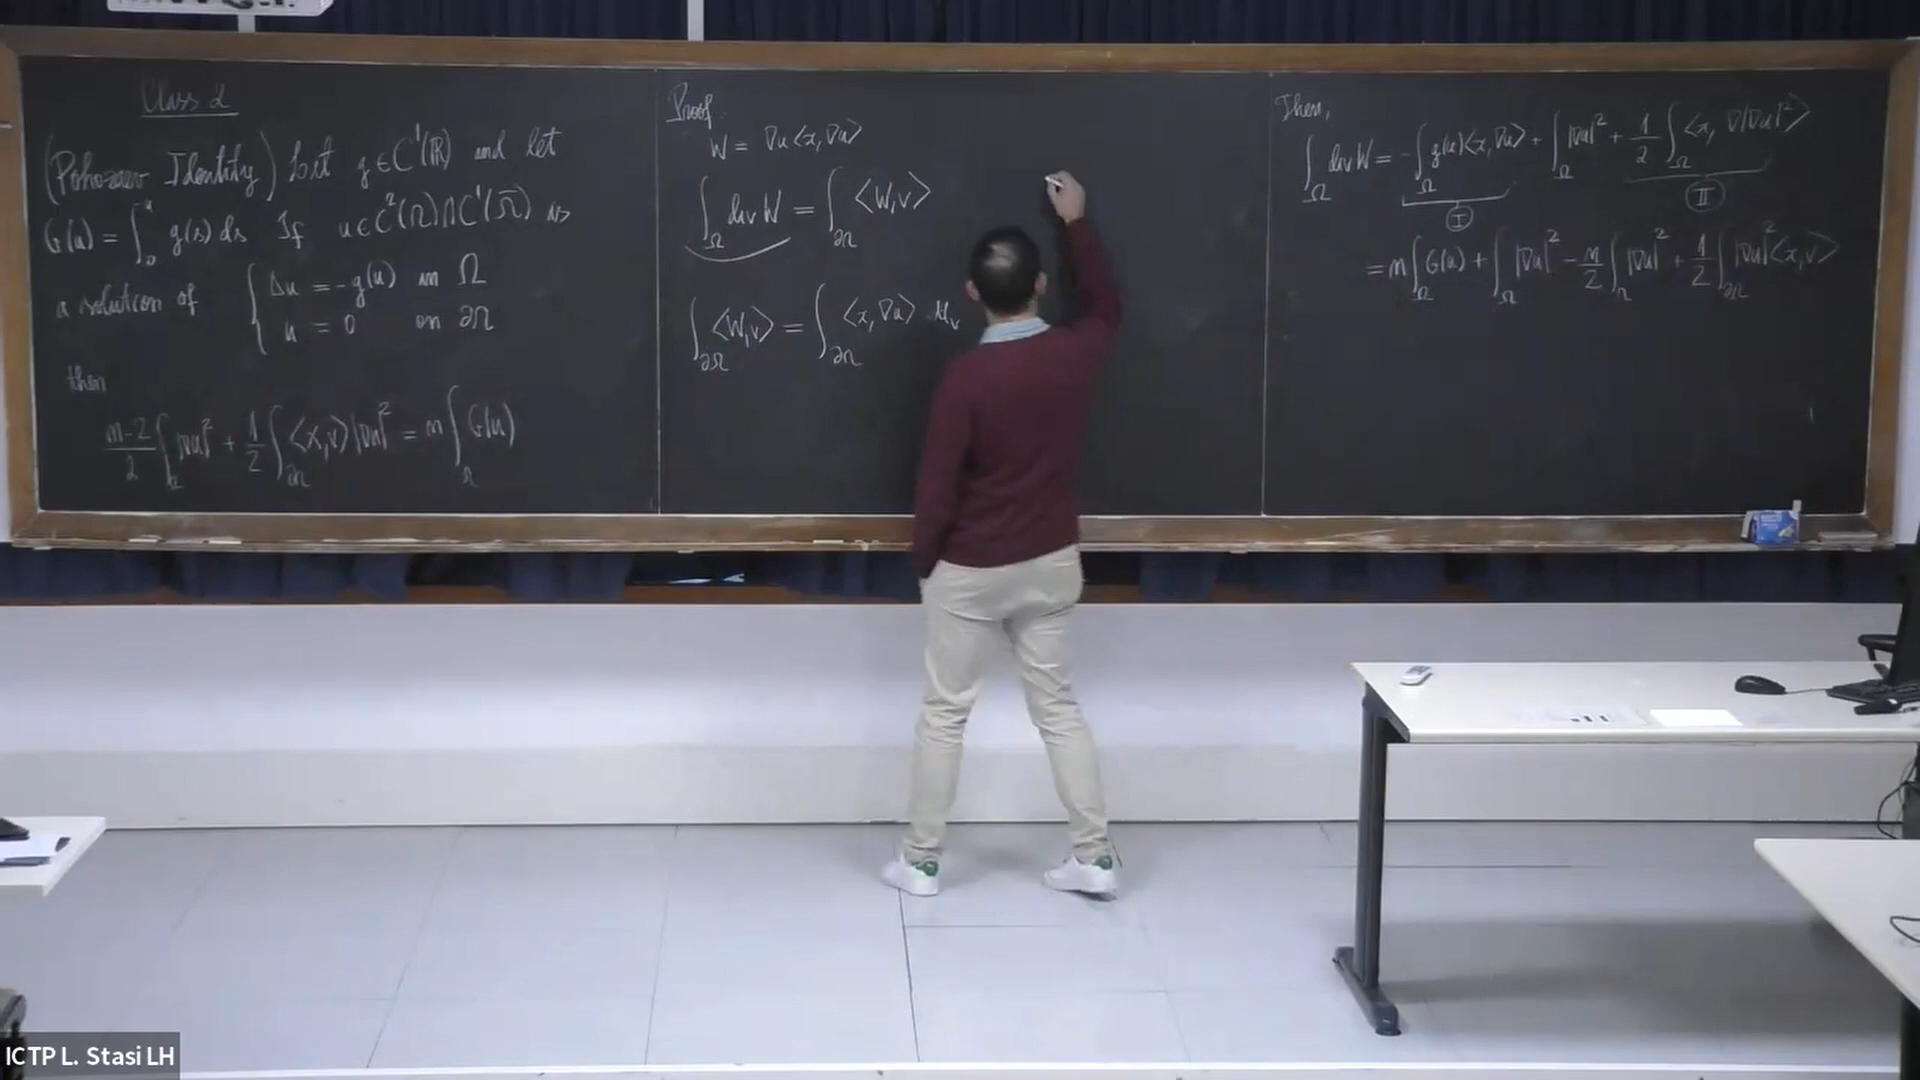 Class 2
(Pohozaev Identity) Let g ∈ C¹(ℝ) and let
G(u) = ∫₀ᵘ g(s) ds If u ∈ C²(Ω) ∩ C¹(Ω̄) is
a solution of { Δu = -g(u) in Ω
u = 0 on ∂Ω
then
n-2/2 ∫_Ω |∇u|² + 1/2 ∫_∂Ω <x,ν> |∇u|² = n ∫_Ω G(u)
Proof.
W = ∇u <x, ∇u>
∫_Ω div W = ∫_∂Ω <W,ν>
∫_∂Ω <W,ν> = ∫_∂Ω <x, ∇u> · u_ν
Then,
∫_Ω div W = -∫_Ω g(u)<x, ∇u> + ∫_Ω |∇u|² + 1/2 ∫_Ω <x, ∇|∇u|²>
I II
= n ∫_Ω G(u) + ∫_Ω |∇u|² - n/2 ∫_Ω |∇u|² + 1/2 ∫_∂Ω |∇u|² <x,ν>
ICTP L. Stasi LH